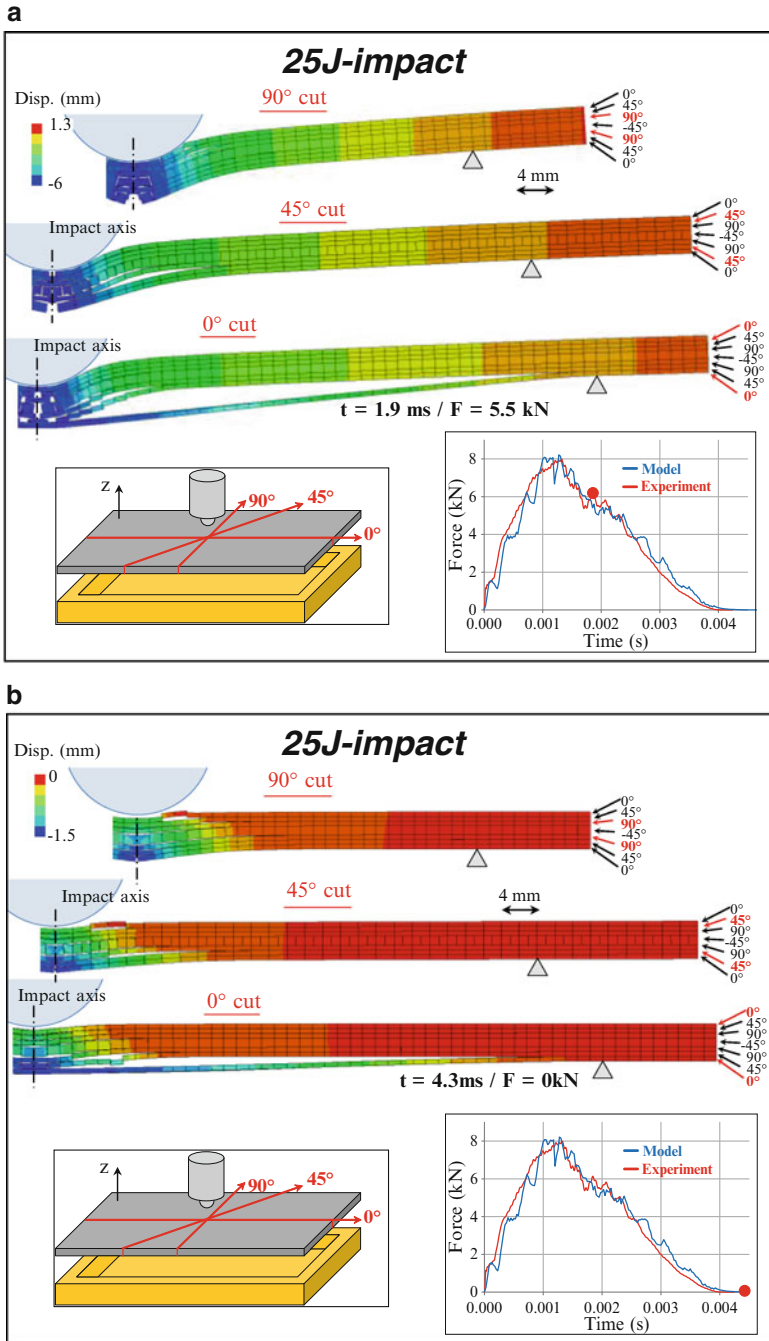 a
25J-impact
Disp. (mm)
1.3
-6
90° cut
0°
45°
90°
-45°
90°
45°
0°
4 mm
Impact axis
45° cut
0°
45°
90°
-45°
90°
45°
0°
Impact axis
0° cut
0°
45°
90°
-45°
90°
45°
0°
t = 1.9 ms / F = 5.5 kN
z
90°
45°
0°
Force (kN)
8
6
4
2
0
Model
Experiment
0.000 0.001 0.002 0.003 0.004
Time (s)
b
25J-impact
Disp. (mm)
0
-1.5
90° cut
0°
45°
90°
-45°
90°
45°
0°
Impact axis
45° cut
4 mm
0°
45°
90°
-45°
90°
45°
0°
Impact axis
0° cut
0°
45°
90°
-45°
90°
45°
0°
t = 4.3ms / F = 0kN
z
90°
45°
0°
Force (kN)
8
6
4
2
0
Model
Experiment
0.000 0.001 0.002 0.003 0.004
Time (s)